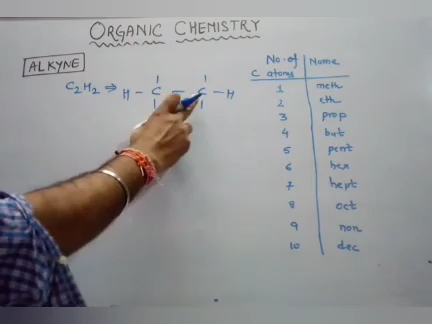 ORGANIC CHEMISTRY
ALKYNE
C2H2 ⇒ H - C - C - H
No. of C atoms | Name
1 | meth
2 | eth
3 | prop
4 | but
5 | pent
6 | hex
7 | hept
8 | oct
9 | non
10 | dec